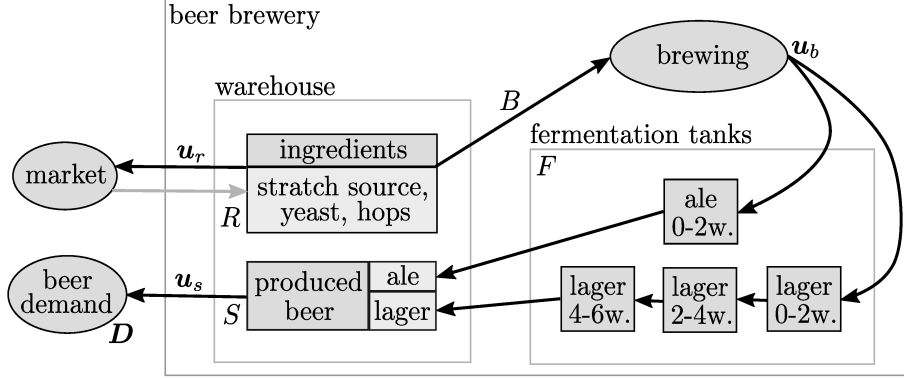 beer brewery
brewing
u_b
warehouse
B
fermentation tanks
F
market
u_r
R
ingredients
stratch source,
yeast, hops
ale
0-2w.
beer
demand
D
u_s
S
produced
beer
ale
lager
lager
4-6w.
lager
2-4w.
lager
0-2w.